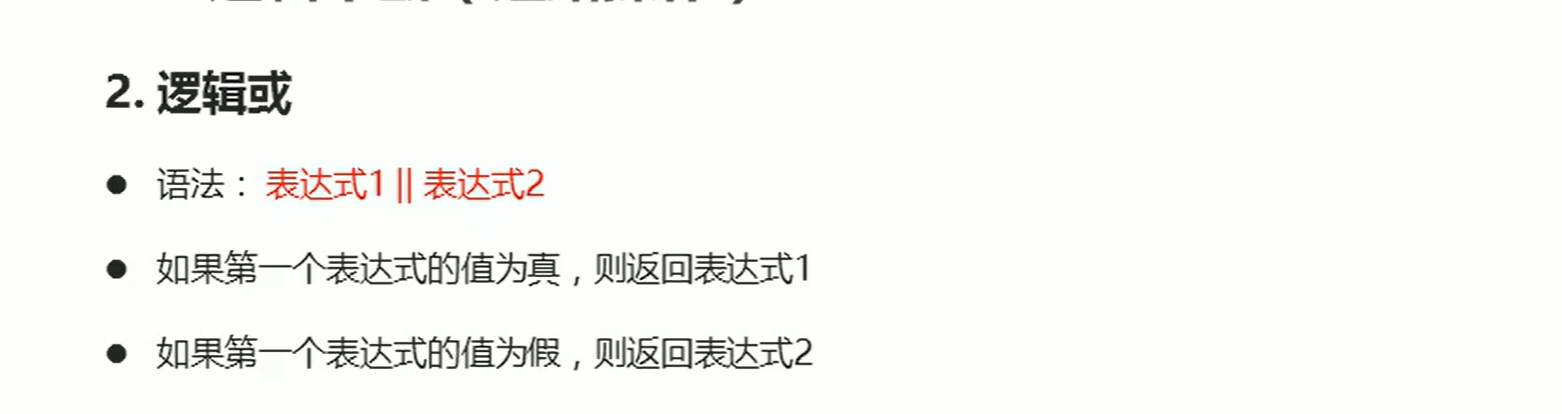 2. 逻辑或
● 语法： 表达式1 || 表达式2
● 如果第一个表达式的值为真，则返回表达式1
● 如果第一个表达式的值为假，则返回表达式2